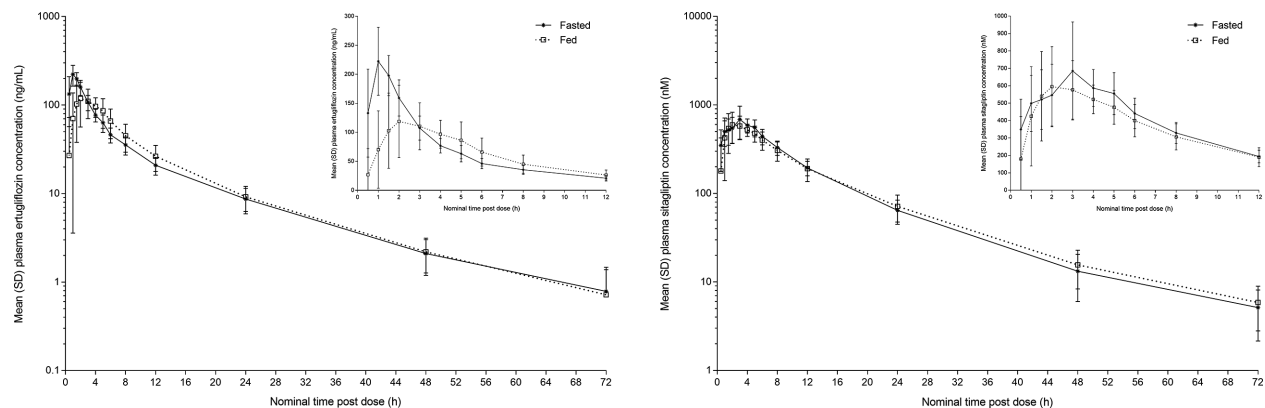 Mean (SD) plasma ertugliflozin concentration (ng/mL)
1000
100
10
1
0.1
0 4 8 12 16 20 24 28 32 36 40 44 48 52 56 60 64 68 72
Nominal time post dose (h)
Mean (SD) plasma ertugliflozin concentration (ng/mL)
300
250
200
150
100
50
0
0 1 2 3 4 5 6 7 8 9 10 11 12
Nominal time post dose (h)
Fasted
Fed
Mean (SD) plasma sitagliptin concentration (nM)
10000
1000
100
10
1
0 4 8 12 16 20 24 28 32 36 40 44 48 52 56 60 64 68 72
Nominal time post dose (h)
Mean (SD) plasma sitagliptin concentration (nM)
1000
900
800
700
600
500
400
300
200
100
0
0 1 2 3 4 5 6 7 8 9 10 11 12
Nominal time post dose (h)
Fasted
Fed